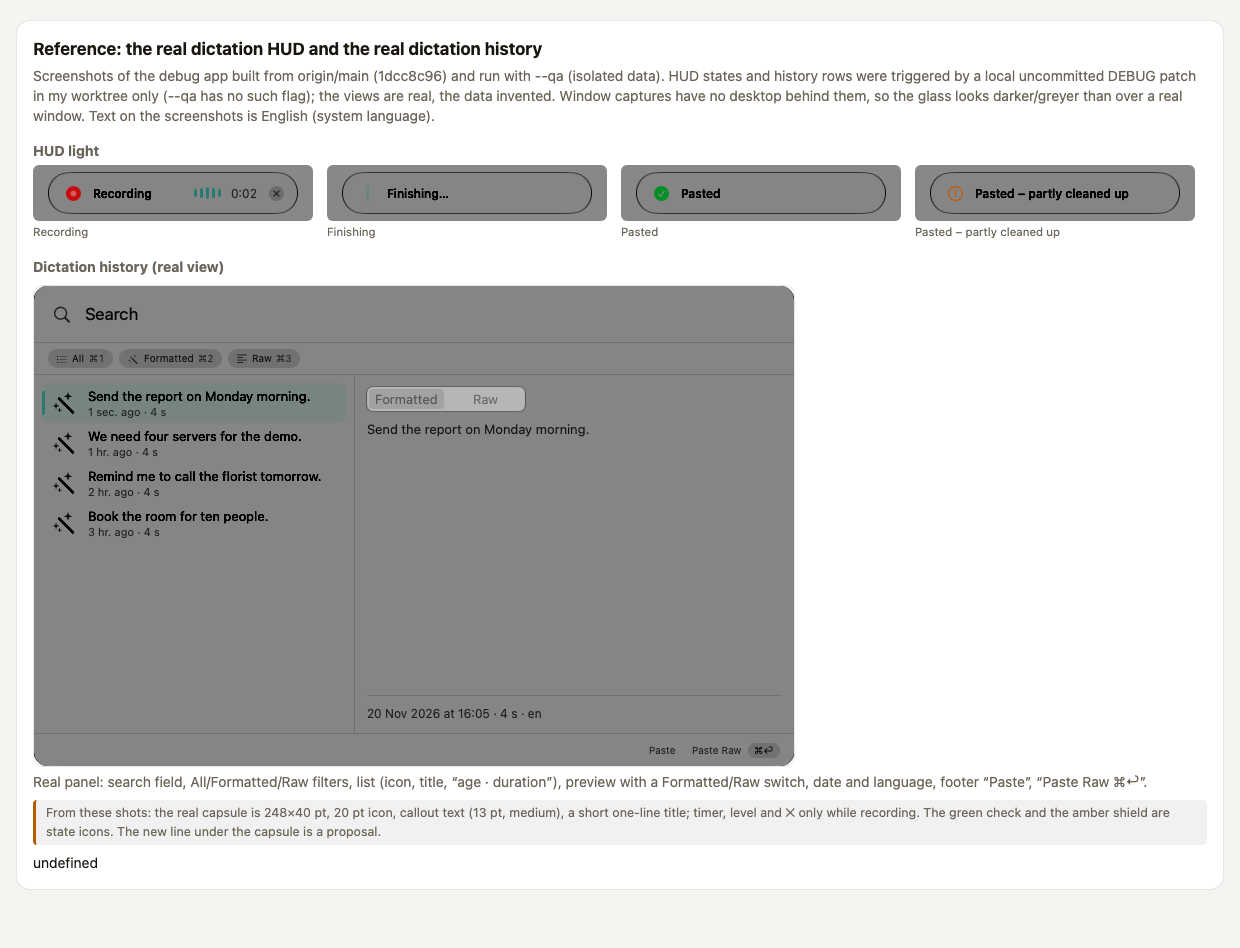 Reference: the real dictation HUD and the real dictation history
Screenshots of the debug app built from origin/main (1dcc8c96) and run with --qa (isolated data). HUD states and history rows were triggered by a local uncommitted DEBUG patch
in my worktree only (--qa has no such flag); the views are real, the data invented. Window captures have no desktop behind them, so the glass looks darker/greyer than over a real
window. Text on the screenshots is English (system language).
HUD light
Recording 0:02
Finishing…
Pasted
Pasted – partly cleaned up
Recording
Finishing
Pasted
Pasted – partly cleaned up
Dictation history (real view)
Search
All ⌘1 Formatted ⌘2 Raw ⌘3
Send the report on Monday morning.
1 sec. ago · 4 s
We need four servers for the demo.
1 hr. ago · 4 s
Remind me to call the florist tomorrow.
2 hr. ago · 4 s
Book the room for ten people.
3 hr. ago · 4 s
Formatted Raw
Send the report on Monday morning.
20 Nov 2026 at 16:05 · 4 s · en
Paste Paste Raw ⌘↩
Real panel: search field, All/Formatted/Raw filters, list (icon, title, “age · duration”), preview with a Formatted/Raw switch, date and language, footer “Paste”, “Paste Raw ⌘↩”.
From these shots: the real capsule is 248×40 pt, 20 pt icon, callout text (13 pt, medium), a short one-line title; timer, level and ✕ only while recording. The green check and the amber shield are
state icons. The new line under the capsule is a proposal.
undefined